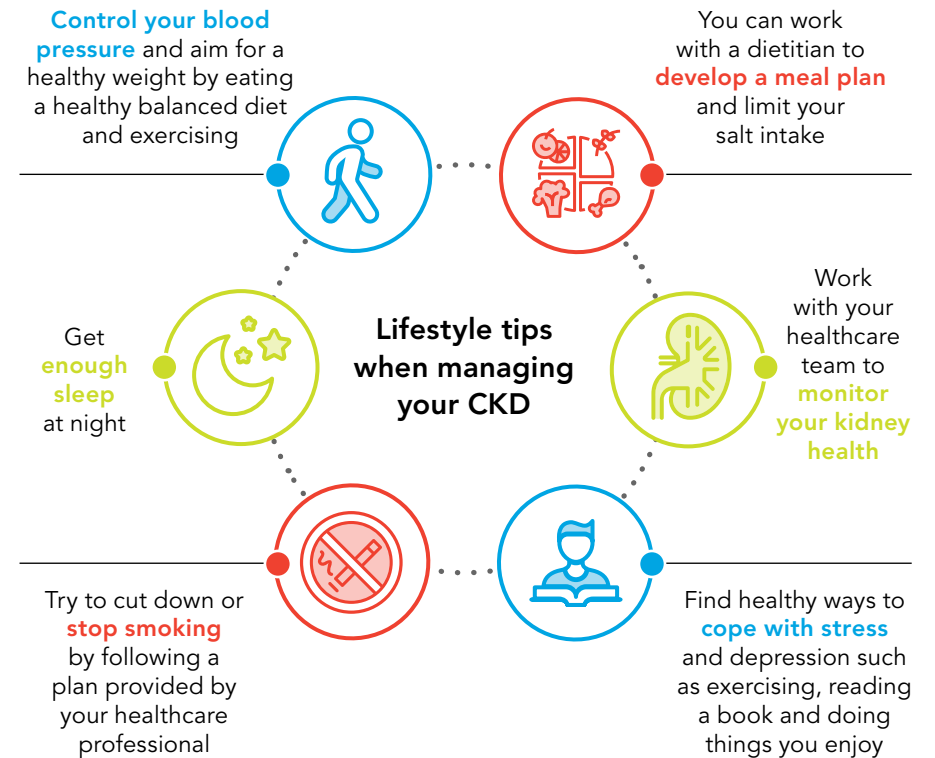 Control your blood
pressure and aim for a
healthy weight by eating
a healthy balanced diet
and exercising
You can work
with a dietitian to
develop a meal plan
and limit your
salt intake
Get
enough
sleep
at night
Lifestyle tips
when managing
your CKD
Work
with your
healthcare
team to
monitor
your kidney
health
Try to cut down or
stop smoking
by following a
plan provided by
your healthcare
professional
Find healthy ways to
cope with stress
and depression such
as exercising, reading
a book and doing
things you enjoy